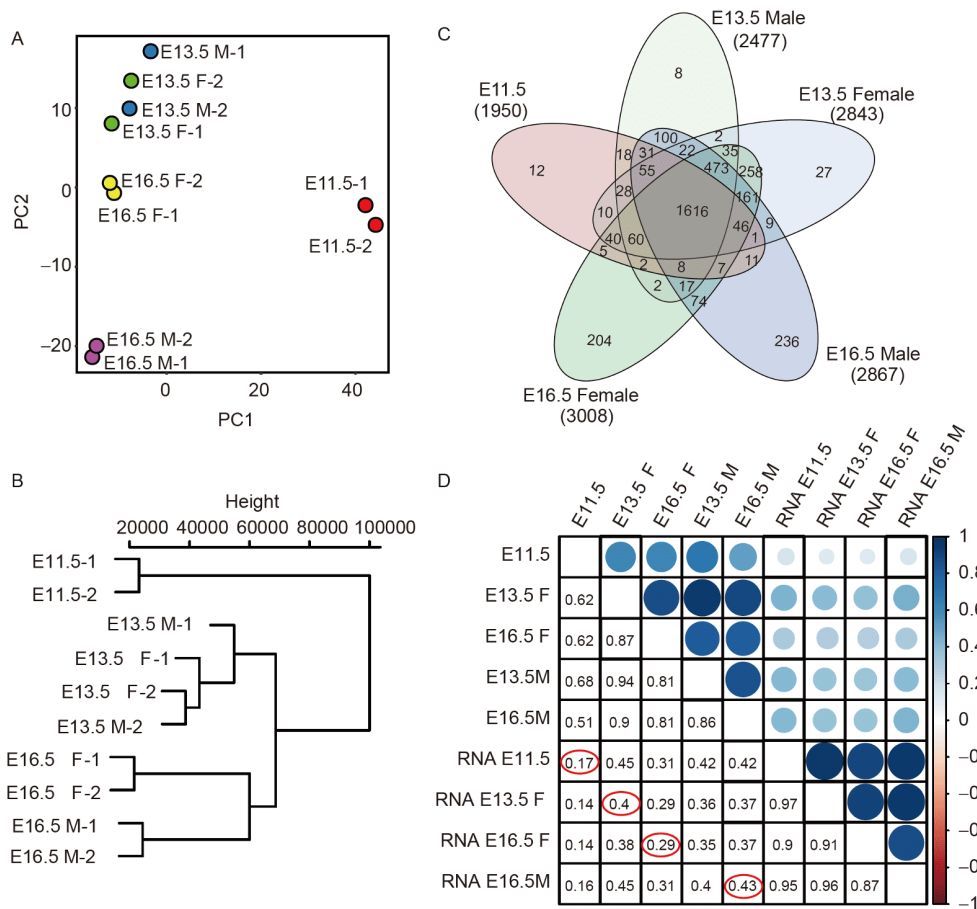 A
E13.5 M-1
E13.5 F-2
E13.5 M-2
E13.5 F-1
E16.5 F-2
E16.5 F-1
E11.5-1
E11.5-2
E16.5 M-2
E16.5 M-1
10
0
−10
−20
PC2
0 20 40
PC1
C
E13.5 Male
(2477)
E11.5
(1950)
E13.5 Female
(2843)
8
100 2
18 31 22 35
12 55 473 258 27
28 161
10 1616 46 9
40 60 1
5 2 8 7 11
2 17
74
204 236
E16.5 Male
(2867)
E16.5 Female
(3008)
B
Height
20000 40000 60000 100000
E11.5-1
E11.5-2
E13.5 M-1
E13.5 F-1
E13.5 F-2
E13.5 M-2
E16.5 F-1
E16.5 F-2
E16.5 M-1
E16.5 M-2
D
E11.5 E13.5 F E16.5 F E13.5 M E16.5 M RNA E11.5 RNA E13.5 F RNA E16.5 F RNA E16.5 M
E11.5
E13.5 F 0.62
E16.5 F 0.62 0.87
E13.5M 0.68 0.94 0.81
E16.5M 0.51 0.9 0.81 0.86
RNA E11.5 0.17 0.45 0.31 0.42 0.42
RNA E13.5 F 0.14 0.4 0.29 0.36 0.37 0.97
RNA E16.5 F 0.14 0.38 0.29 0.35 0.37 0.9 0.91
RNA E16.5M 0.16 0.45 0.31 0.4 0.43 0.95 0.96 0.87
1
0.8
0.6
0.4
0.2
0